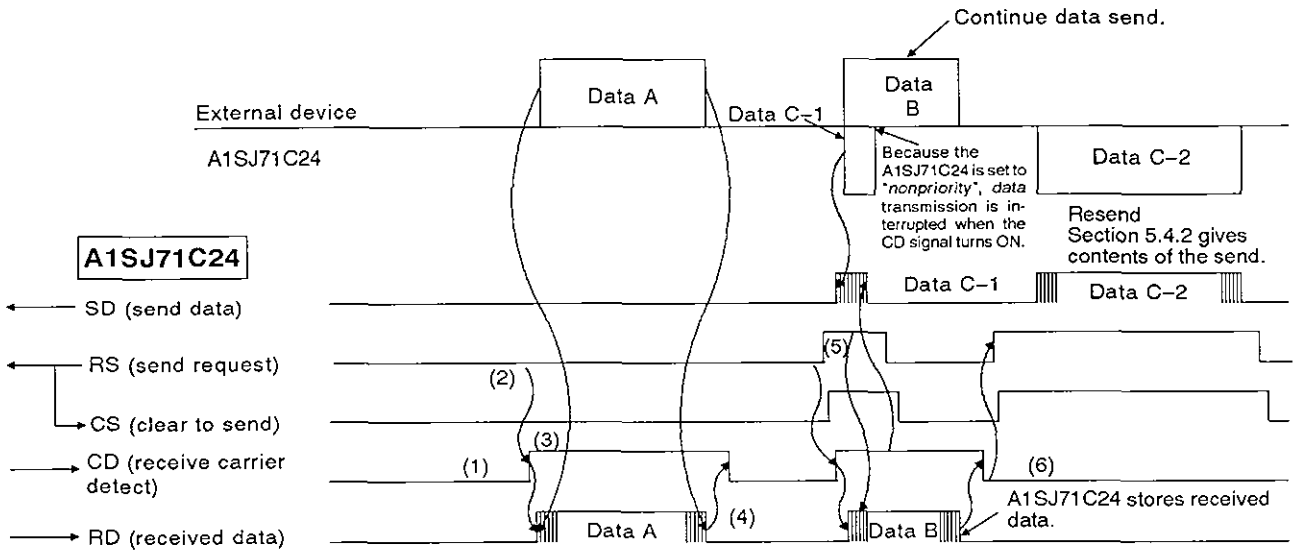 Continue data send.
Data A
Data
B
External device
Data C-1
A1SJ71C24
Because the
A1SJ71C24 is set to
"nonpriority", data
transmission is in-
terrupted when the
CD signal turns ON.
Data C-2
Resend
Section 5.4.2 gives
contents of the send.
A1SJ71C24
SD (send data)
Data C-1
Data C-2
RS (send request)
(2)
(5)
CS (clear to send)
CD (receive carrier
detect)
(1)
(3)
(6)
RD (received data)
Data A
(4)
Data B
A1SJ71C24 stores received
data.